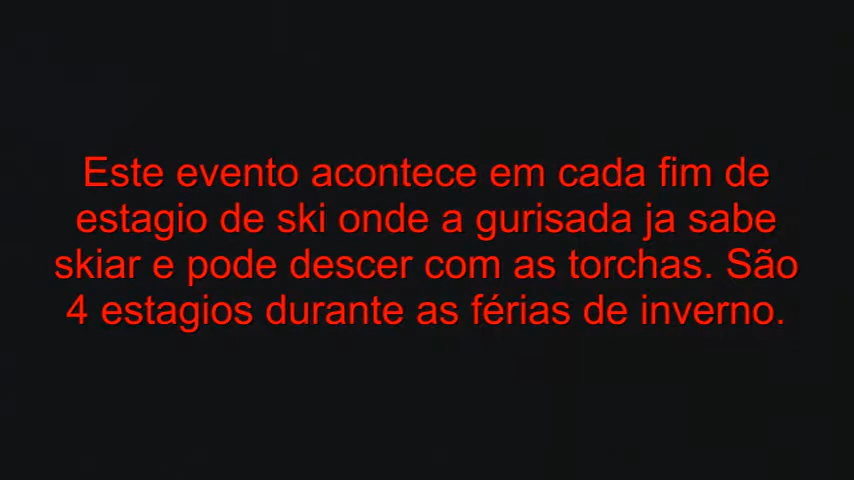 Este evento acontece em cada fim de
estagio de ski onde a gurisada ja sabe
skiar e pode descer com as torchas. São
4 estagios durante as férias de inverno.